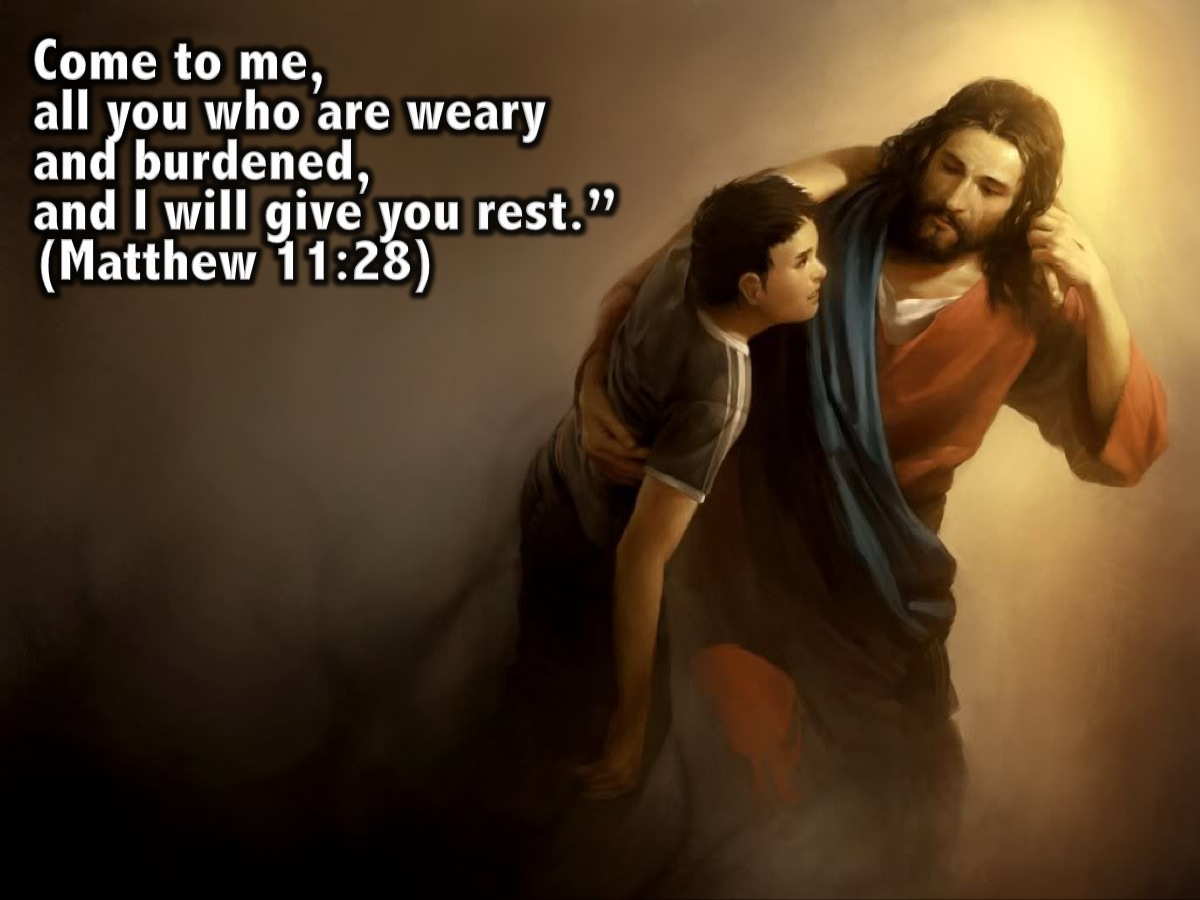 Come to me,
all you who are weary
and burdened,
and I will give you rest.”
(Matthew 11:28)